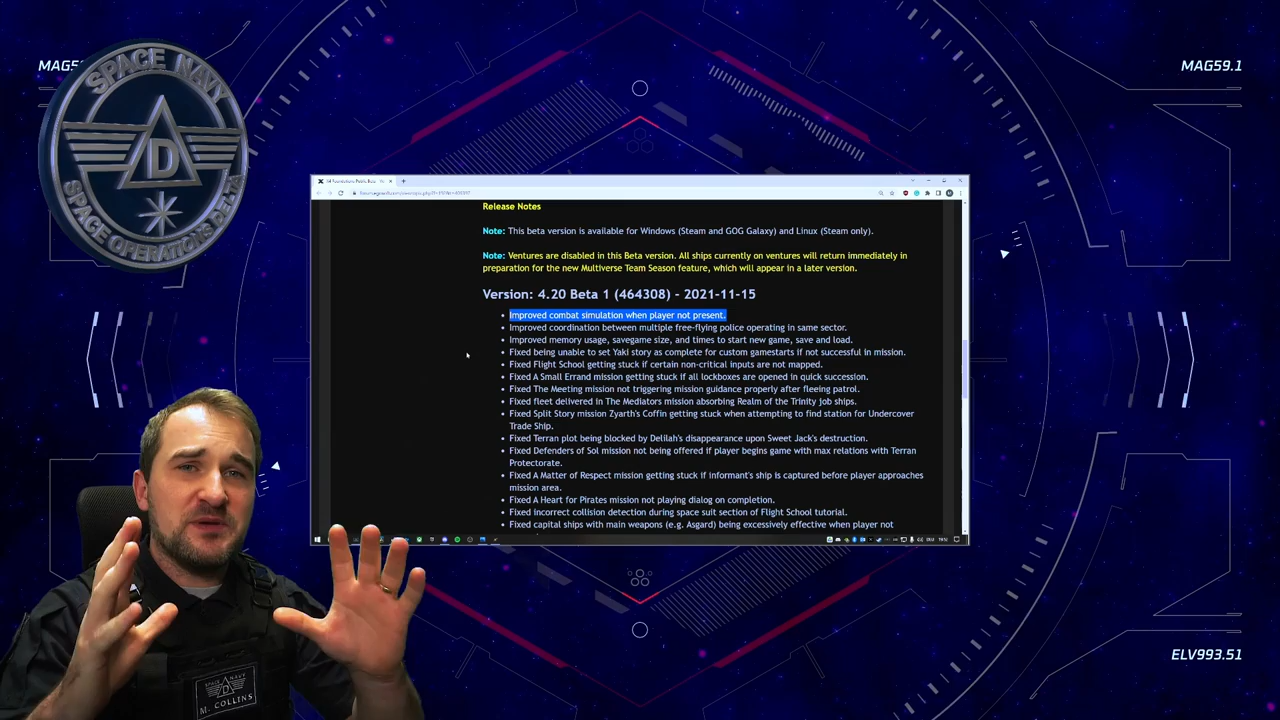 MAG59.1
SPACE NAVY
D
SPACE OPERATIONS DELTA
Release Notes
Note: This beta version is available for Windows (Steam and GOG Galaxy) and Linux (Steam only).
Note: Ventures are disabled in this Beta version. All ships currently on ventures will return immediately in
preparation for the new Multiverse Team Season feature, which will appear in a later version.
Version: 4.20 Beta 1 (464308) - 2021-11-15
• Improved combat simulation when player not present.
• Improved coordination between multiple free-flying police operating in same sector.
• Improved memory usage, savegame size, and times to start new game, save and load.
• Fixed being unable to set Yaki story as complete for custom gamestarts if not successful in mission.
• Fixed Flight School getting stuck if certain non-critical inputs are not mapped.
• Fixed A Small Errand mission getting stuck if all lockboxes are opened in quick succession.
• Fixed The Meeting mission not triggering mission guidance properly after fleeing patrol.
• Fixed fleet delivered in The Mediators mission absorbing Realm of the Trinity job ships.
• Fixed Split Story mission Zyarth's Coffin getting stuck when attempting to find station for Undercover
Trade Ship.
• Fixed Terran plot being blocked by Delilah's disappearance upon Sweet Jack's destruction.
• Fixed Defenders of Sol mission not being offered if player begins game with max relations with Terran
Protectorate.
• Fixed A Matter of Respect mission getting stuck if informant's ship is captured before player approaches
mission area.
• Fixed A Heart for Pirates mission not playing dialog on completion.
• Fixed incorrect collision detection during space suit section of Flight School tutorial.
• Fixed capital ships with main weapons (e.g. Asgard) being excessively effective when player not
SPACE NAVY
D
M. COLLINS
ELV993.51